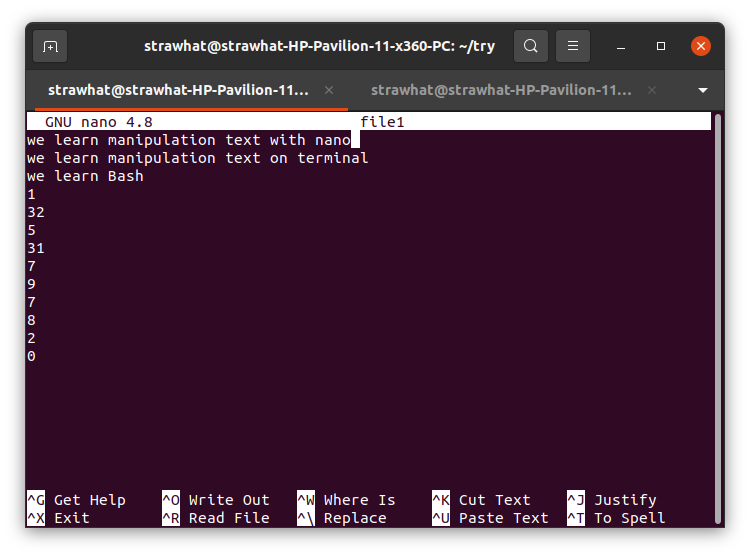 strawhat@strawhat-HP-Pavilion-11-x360-PC: ~/try
strawhat@strawhat-HP-Pavilion-11... × strawhat@strawhat-HP-Pavilion-11... ×
GNU nano 4.8 file1
we learn manipulation text with nano
we learn manipulation text on terminal
we learn Bash
1
32
5
31
7
9
7
8
2
0
^G Get Help ^O Write Out ^W Where Is ^K Cut Text ^J Justify
^X Exit ^R Read File ^\ Replace ^U Paste Text ^T To Spell